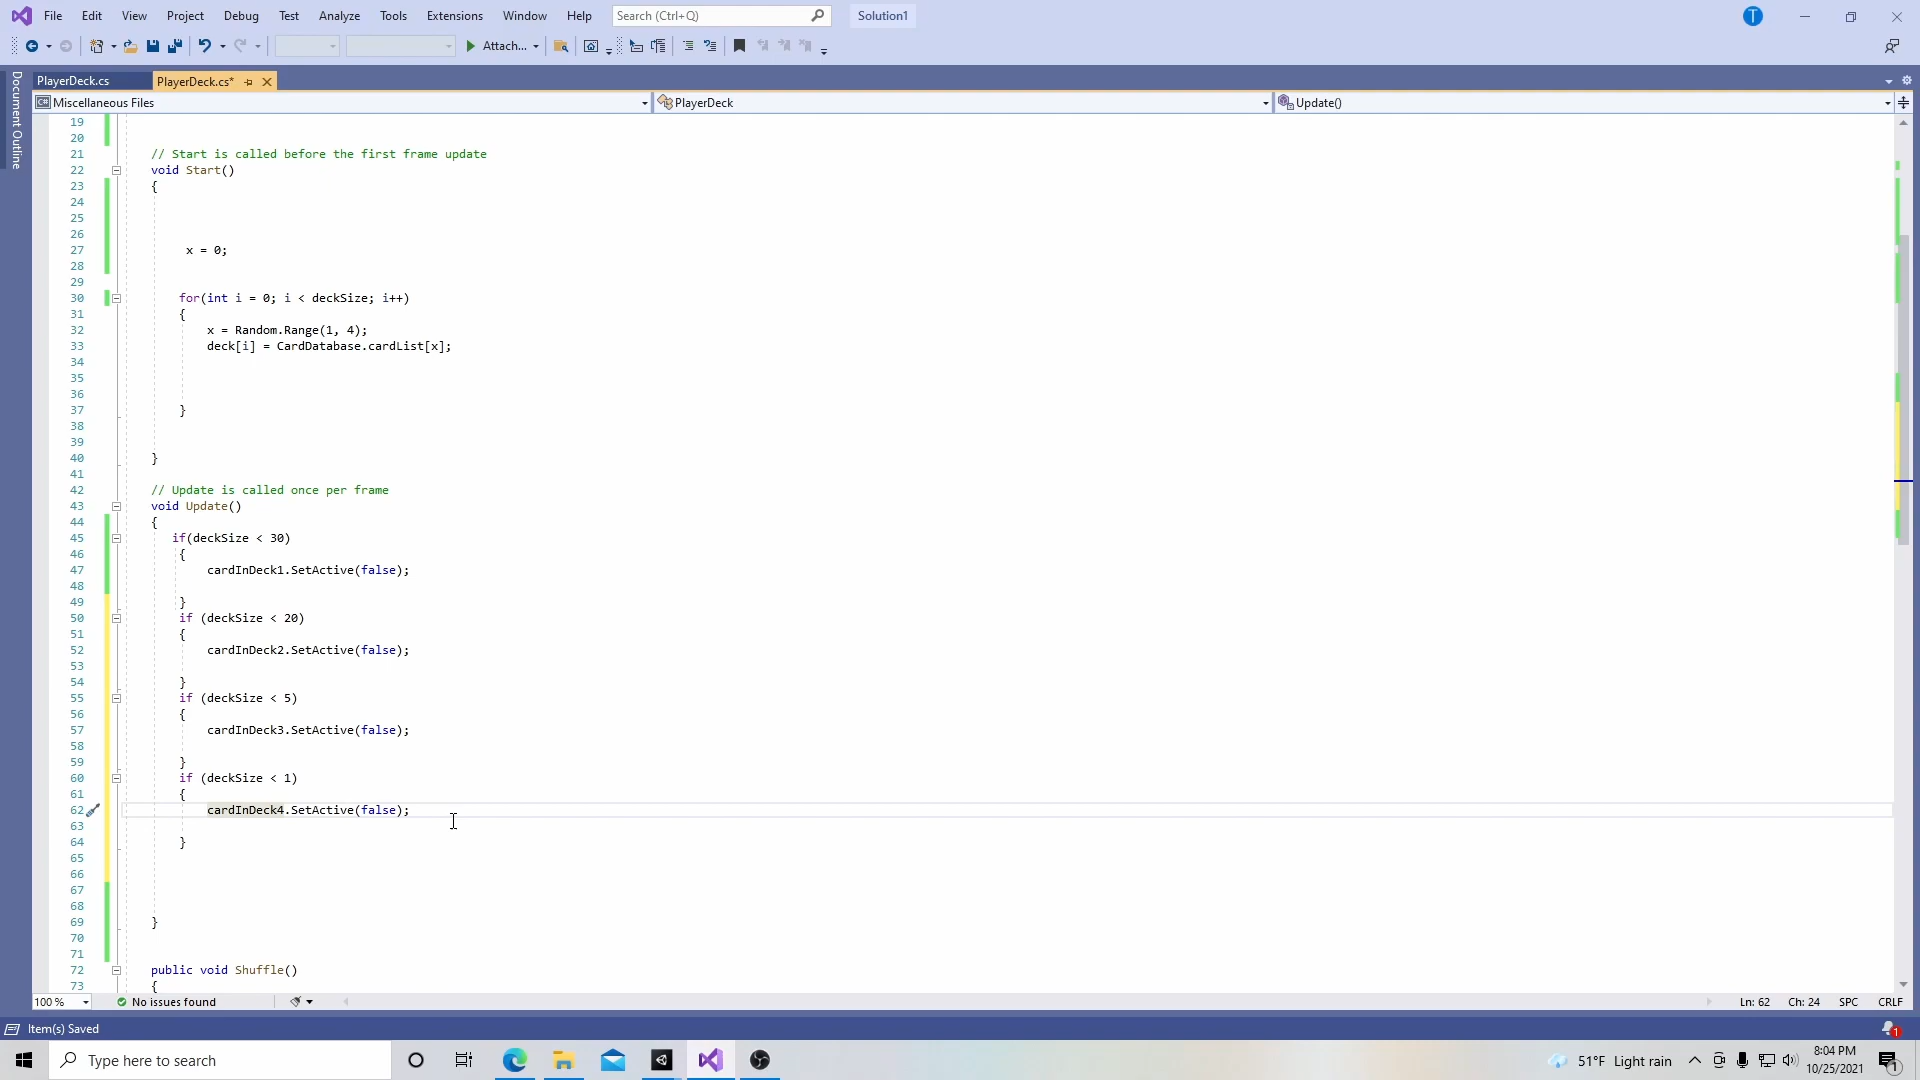 File Edit View Project Debug Test Analyze Tools Extensions Window Help Search (Ctrl+Q) Solution1 T
Attach...
Document Outline
PlayerDeck.cs PlayerDeck.cs*
C# Miscellaneous Files PlayerDeck Update()
19
20
21 // Start is called before the first frame update
22 void Start()
23 {
24
25
26
27 x = 0;
28
29
30 for(int i = 0; i < deckSize; i++)
31 {
32 x = Random.Range(1, 4);
33 deck[i] = CardDatabase.cardList[x];
34
35
36
37 }
38
39
40 }
41
42 // Update is called once per frame
43 void Update()
44 {
45 if(deckSize < 30)
46 {
47 cardInDeck1.SetActive(false);
48
49 }
50 if (deckSize < 20)
51 {
52 cardInDeck2.SetActive(false);
53
54 }
55 if (deckSize < 5)
56 {
57 cardInDeck3.SetActive(false);
58
59 }
60 if (deckSize < 1)
61 {
62 cardInDeck4.SetActive(false);
63
64 }
65
66
67
68
69 }
70
71
72 public void Shuffle()
73 {
100 % No issues found Ln: 62 Ch: 24 SPC CRLF
Item(s) Saved 1
Type here to search 51°F Light rain 8:04 PM
10/25/2021 1